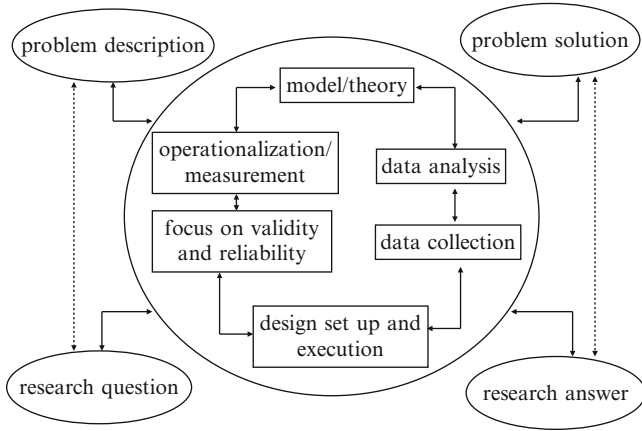 problem description
problem solution
model/theory
operationalization/
measurement
data analysis
focus on validity
and reliability
data collection
design set up and
execution
research question
research answer